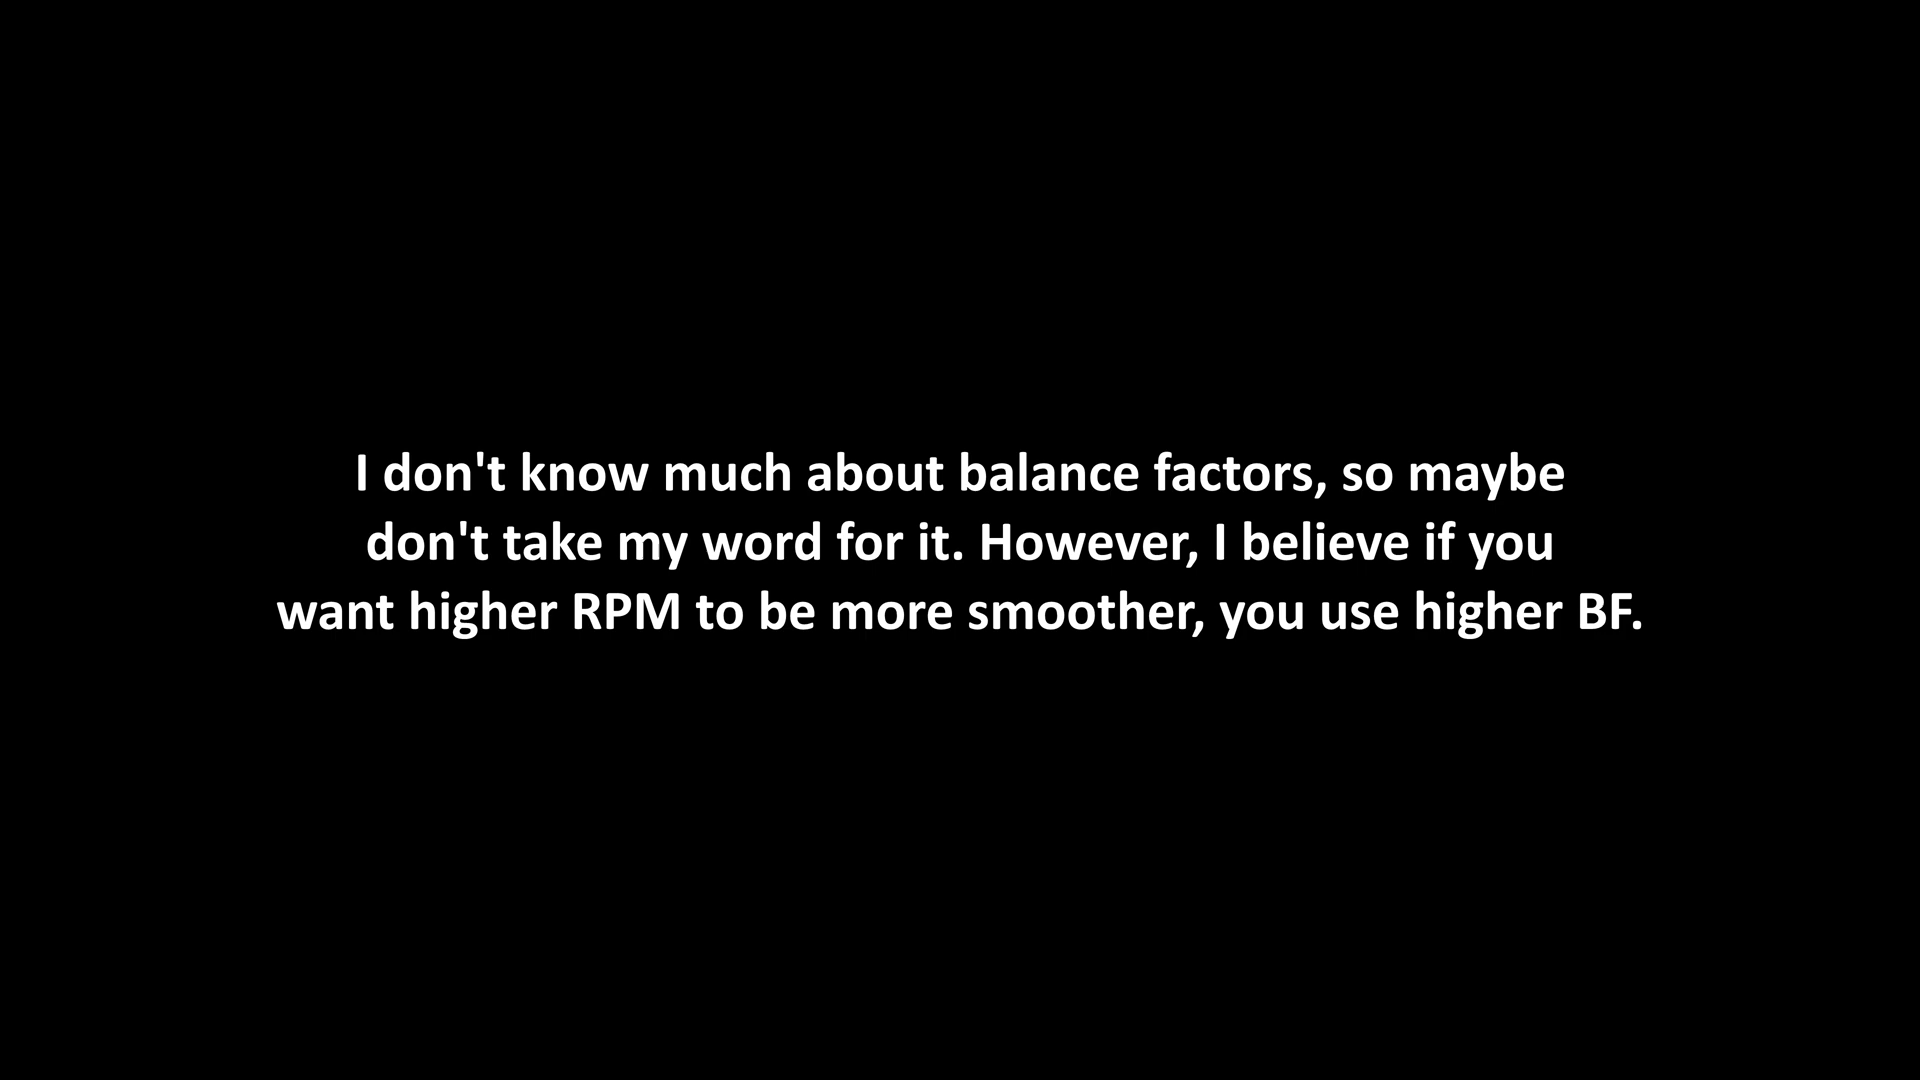 I don't know much about balance factors, so maybe
don't take my word for it. However, I believe if you
want higher RPM to be more smoother, you use higher BF.